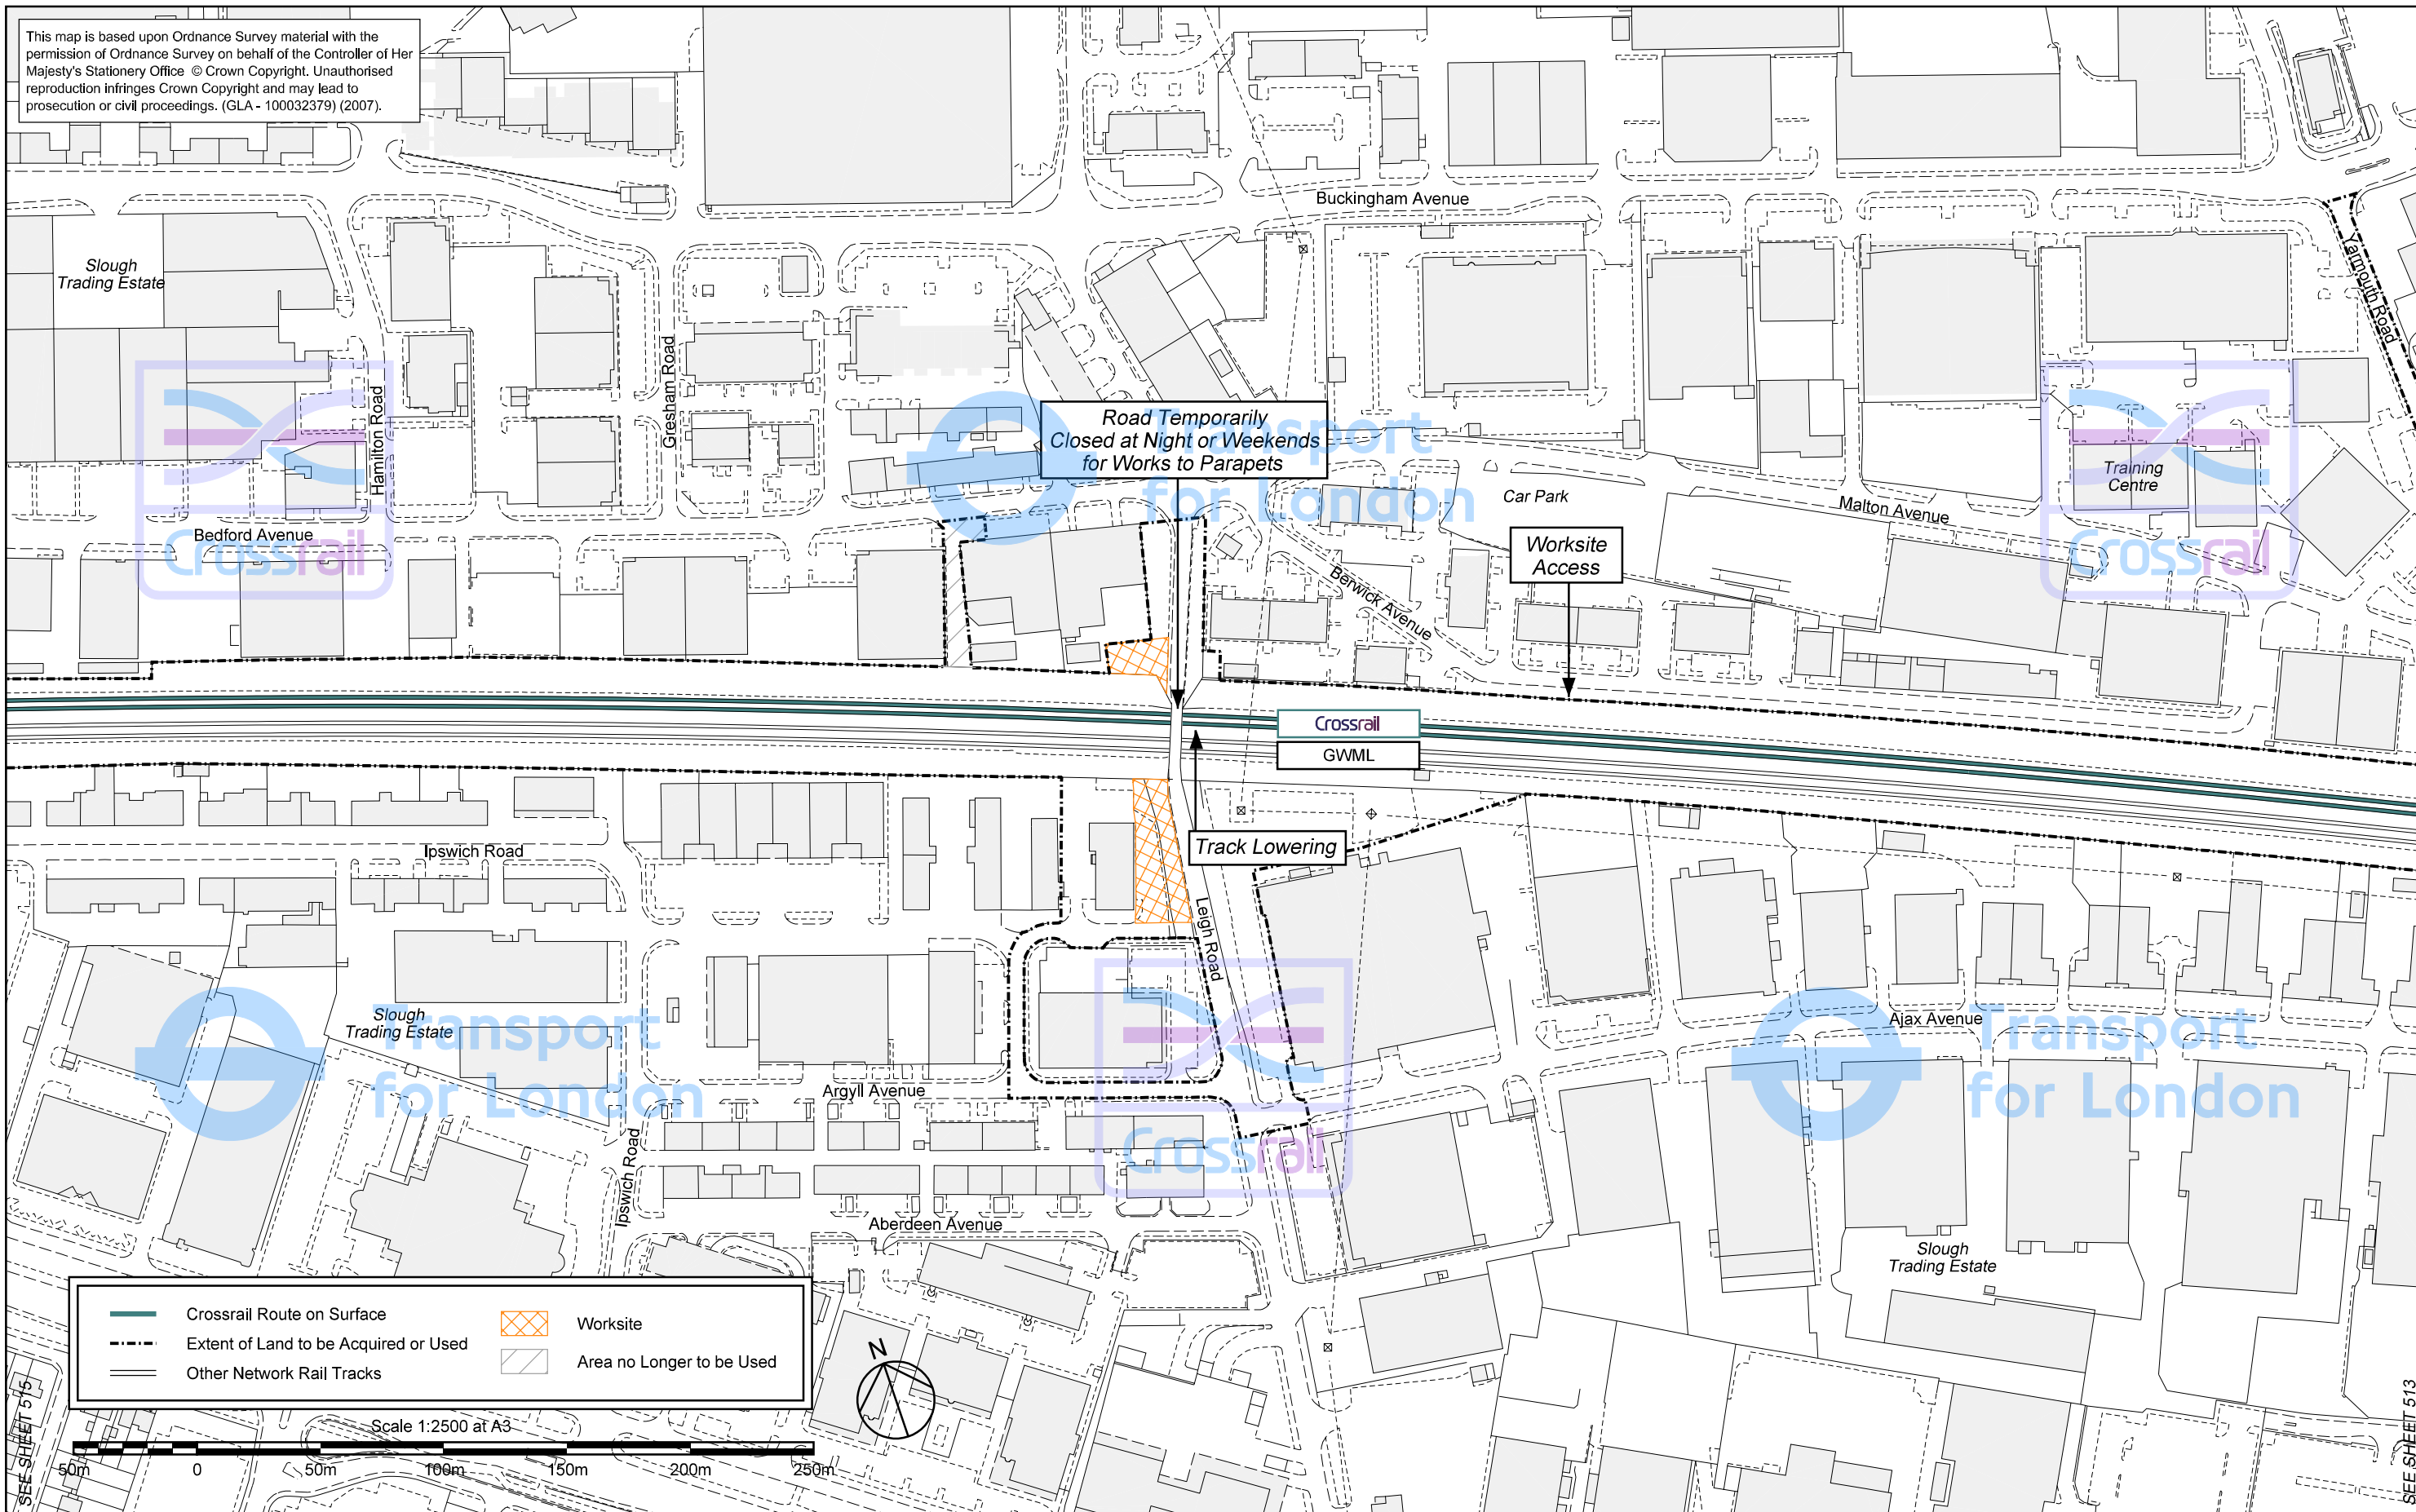 This map is based upon Ordnance Survey material with the
permission of Ordnance Survey on behalf of the Controller of Her
Majesty's Stationery Office © Crown Copyright. Unauthorised
reproduction infringes Crown Copyright and may lead to
prosecution or civil proceedings. (GLA - 100032379) (2007).
Buckingham Avenue
Slough
Trading Estate
Yarmouth Road
Hamilton Road
Gresham Road
Road Temporarily
Closed at Night or Weekends
for Works to Parapets
Transport
for London
Car Park
Training
Centre
Malton Avenue
Bedford Avenue
Crossrail
Worksite
Access
Berwick Avenue
Crossrail
Crossrail
GWML
Track Lowering
Ipswich Road
Leigh Road
Slough
Trading Estate
Transport
for London
Ajax Avenue
Transport
for London
Argyll Avenue
Crossrail
Ipswich Road
Aberdeen Avenue
Slough
Trading Estate
Crossrail Route on Surface
Extent of Land to be Acquired or Used
Other Network Rail Tracks
Worksite
Area no Longer to be Used
N
Scale 1:2500 at A3
50m 0 50m 100m 150m 200m 250m
SEE SHEET 515
SEE SHEET 513